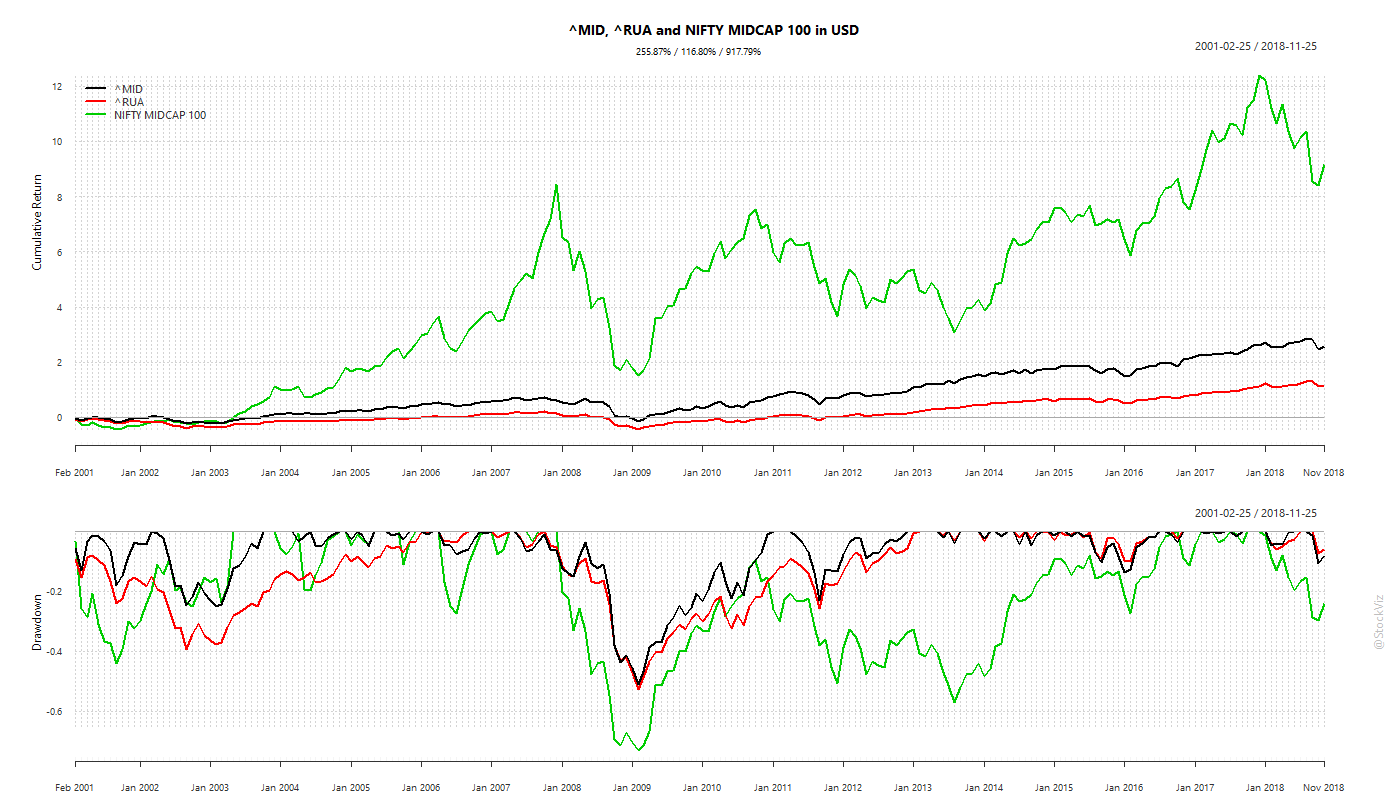 ^MID, ^RUA and NIFTY MIDCAP 100 in USD
255.87% / 116.80% / 917.79%
2001-02-25 / 2018-11-25
^MID
^RUA
NIFTY MIDCAP 100
Cumulative Return
12
10
8
6
4
2
0
Feb 2001 Jan 2002 Jan 2003 Jan 2004 Jan 2005 Jan 2006 Jan 2007 Jan 2008 Jan 2009 Jan 2010 Jan 2011 Jan 2012 Jan 2013 Jan 2014 Jan 2015 Jan 2016 Jan 2017 Jan 2018 Nov 2018
2001-02-25 / 2018-11-25
Drawdown
-0.2
-0.4
-0.6
Feb 2001 Jan 2002 Jan 2003 Jan 2004 Jan 2005 Jan 2006 Jan 2007 Jan 2008 Jan 2009 Jan 2010 Jan 2011 Jan 2012 Jan 2013 Jan 2014 Jan 2015 Jan 2016 Jan 2017 Jan 2018 Nov 2018
@StockViz